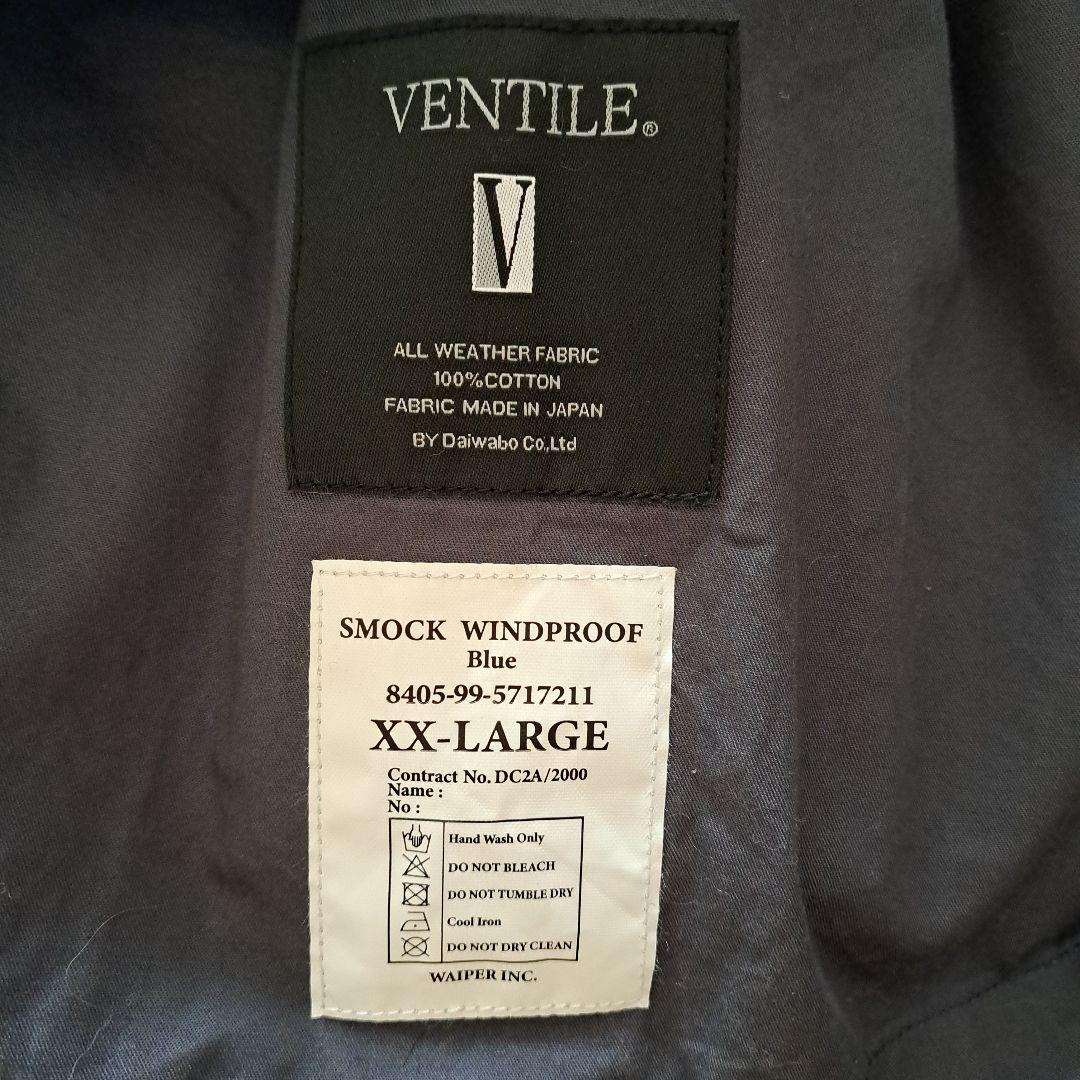 VENTILE®
V
ALL WEATHER FABRIC
100%COTTON
FABRIC MADE IN JAPAN
BY Daiwabo Co.,Ltd
SMOCK WINDPROOF
Blue
8405-99-5717211
XX-LARGE
Contract No. DC2A/2000
Name :
No :
Hand Wash Only
DO NOT BLEACH
DO NOT TUMBLE DRY
Cool Iron
DO NOT DRY CLEAN
WAIPER INC.